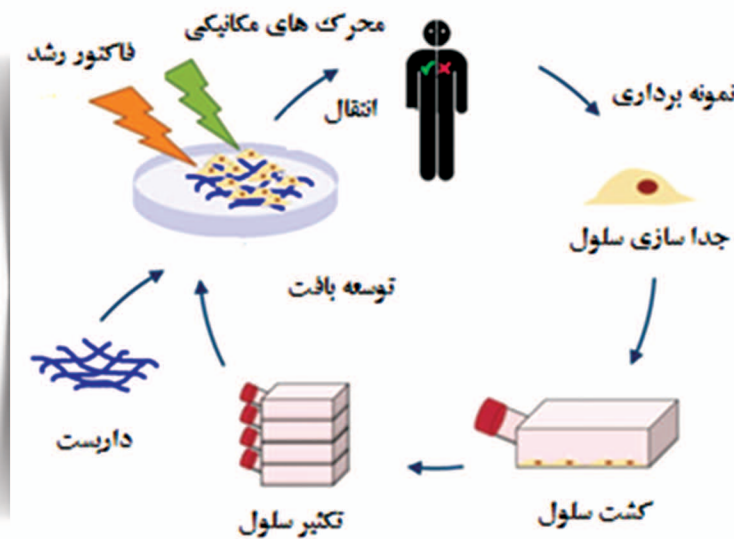 محرک های مکانیکی
فاکتور رشد
انتقال
نمونه برداری
جدا سازی سلول
توسعه بافت
داربست
کشت سلول
تکثیر سلول